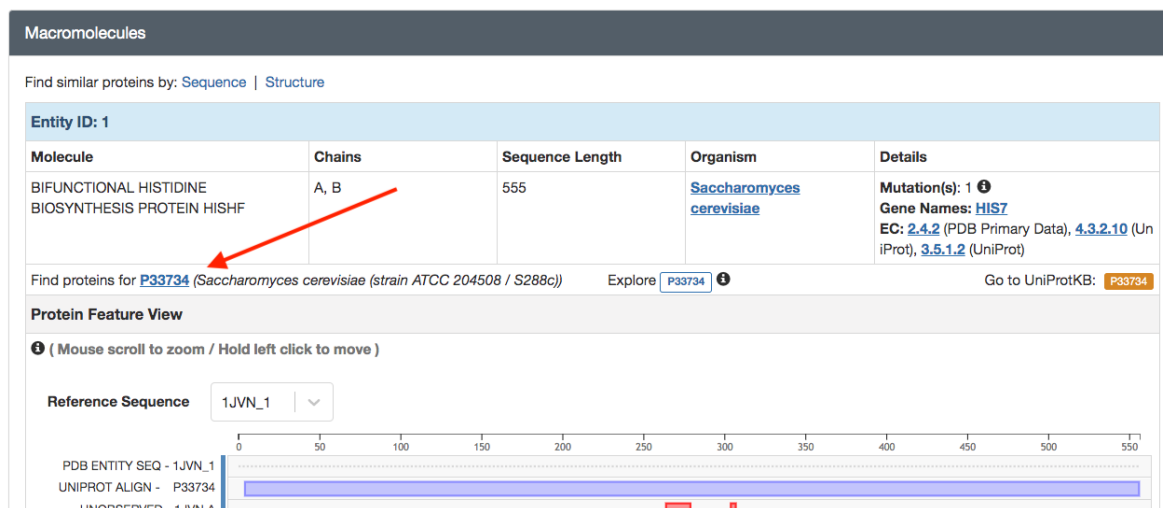 Macromolecules
Find similar proteins by: Sequence | Structure
Entity ID: 1
Molecule Chains Sequence Length Organism Details
BIFUNCTIONAL HISTIDINE
BIOSYNTHESIS PROTEIN HISHF
A, B
555
Saccharomyces
cerevisiae
Mutation(s): 1
Gene Names: HIS7
EC: 2.4.2 (PDB Primary Data), 4.3.2.10 (Un
iProt), 3.5.1.2 (UniProt)
Find proteins for P33734 (Saccharomyces cerevisiae (strain ATCC 204508 / S288c)) Explore P33734 Go to UniProtKB: P33734
Protein Feature View
( Mouse scroll to zoom / Hold left click to move )
Reference Sequence 1JVN_1
0 50 100 150 200 250 300 350 400 450 500 550
PDB ENTITY SEQ - 1JVN_1
UNIPROT ALIGN - P33734
UNOBSERVED - 1JVN.A